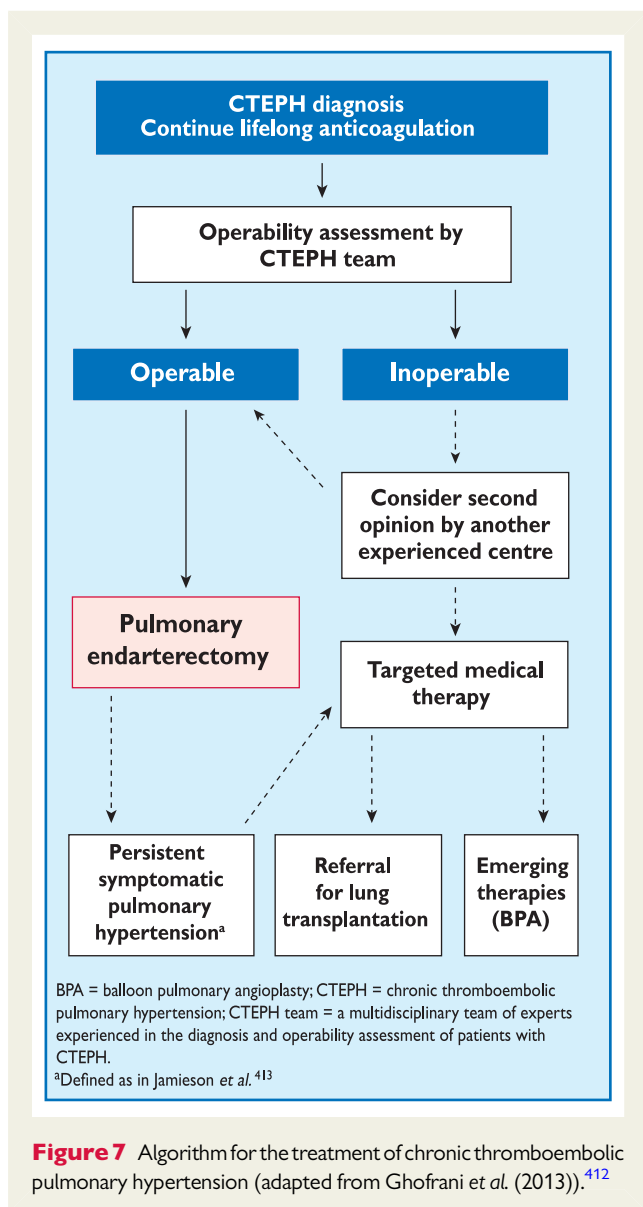 CTEPH diagnosis
Continue lifelong anticoagulation
Operability assessment by
CTEPH team
Operable
Inoperable
Consider second
opinion by another
experienced centre
Pulmonary
endarterectomy
Targeted medical
therapy
Persistent
symptomatic
pulmonary
hypertensionᵃ
Referral
for lung
transplantation
Emerging
therapies
(BPA)
BPA = balloon pulmonary angioplasty; CTEPH = chronic thromboembolic
pulmonary hypertension; CTEPH team = a multidisciplinary team of experts
experienced in the diagnosis and operability assessment of patients with
CTEPH.
ᵃDefined as in Jamieson et al. 413
Figure 7 Algorithm for the treatment of chronic thromboembolic
pulmonary hypertension (adapted from Ghofrani et al. (2013)).412